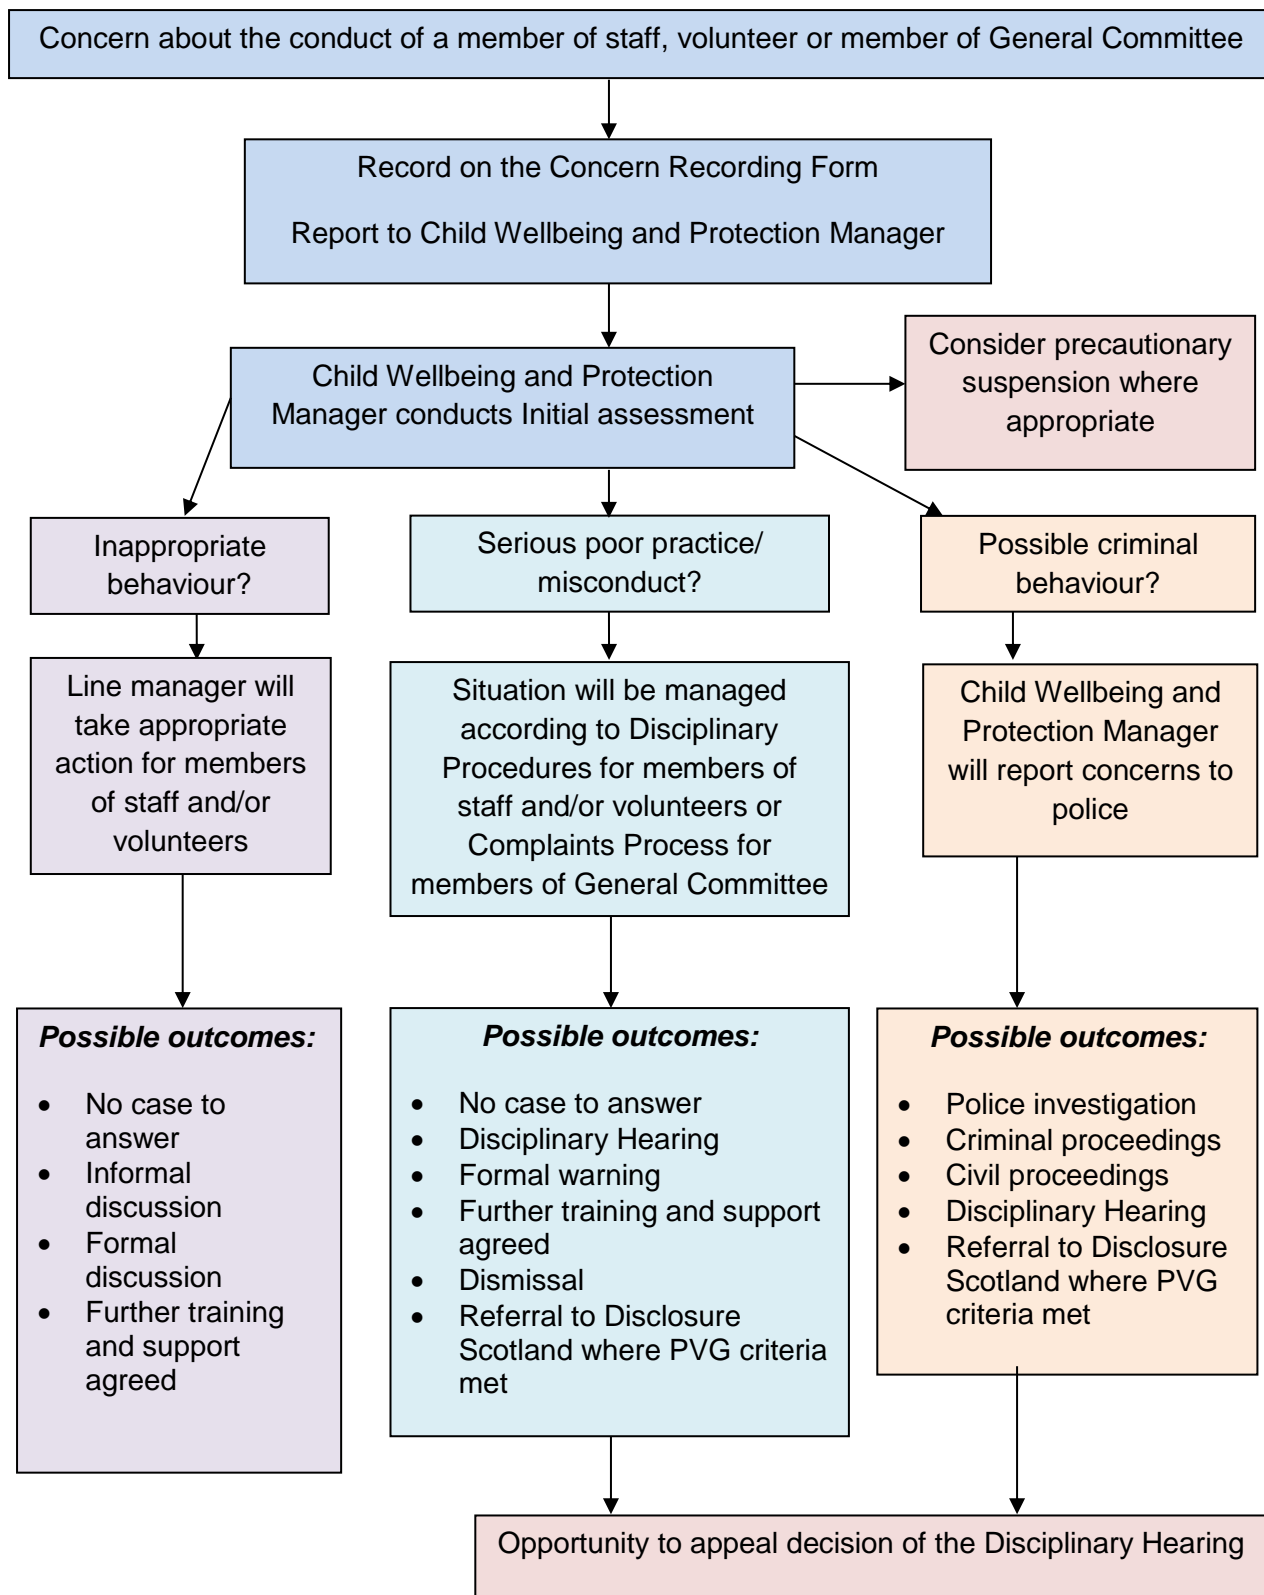 Concern about the conduct of a member of staff, volunteer or member of General Committee
Record on the Concern Recording Form
Report to Child Wellbeing and Protection Manager
Child Wellbeing and Protection
Manager conducts Initial assessment
Consider precautionary
suspension where
appropriate
Inappropriate
behaviour?
Serious poor practice/
misconduct?
Possible criminal
behaviour?
Line manager will
take appropriate
action for members
of staff and/or
volunteers
Situation will be managed
according to Disciplinary
Procedures for members of
staff and/or volunteers or
Complaints Process for
members of General Committee
Child Wellbeing and
Protection Manager
will report concerns to
police
Possible outcomes:
• No case to
answer
• Informal
discussion
• Formal
discussion
• Further training
and support
agreed
Possible outcomes:
• No case to answer
• Disciplinary Hearing
• Formal warning
• Further training and support
agreed
• Dismissal
• Referral to Disclosure
Scotland where PVG criteria
met
Possible outcomes:
• Police investigation
• Criminal proceedings
• Civil proceedings
• Disciplinary Hearing
• Referral to Disclosure
Scotland where PVG
criteria met
Opportunity to appeal decision of the Disciplinary Hearing